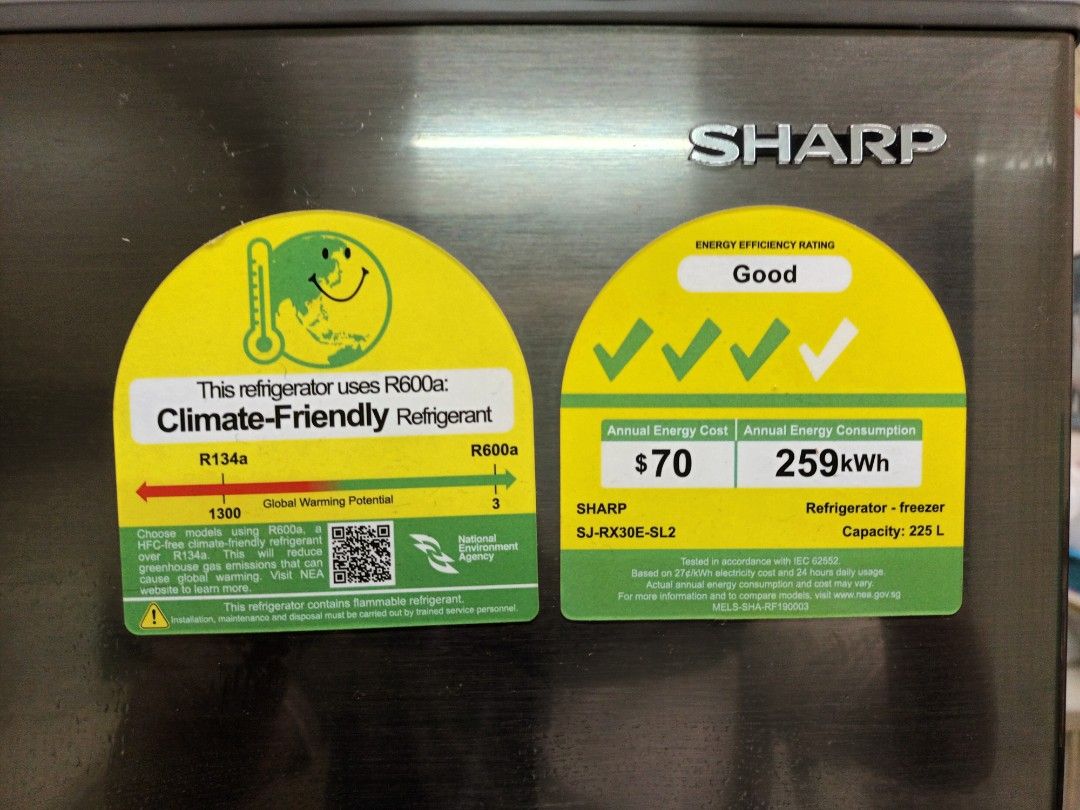 SHARP
This refrigerator uses R600a:
Climate-Friendly Refrigerant
R134a
R600a
Global Warming Potential
1300
3
Choose models using R600a, a
HFC-free climate-friendly refrigerant
over R134a. This will reduce
greenhouse gas emissions that can
cause global warming. Visit NEA
website to learn more.
National
Environment
Agency
This refrigerator contains flammable refrigerant.
Installation, maintenance and disposal must be carried out by trained service personnel.
ENERGY EFFICIENCY RATING
Good
Annual Energy Cost
$70
Annual Energy Consumption
259kWh
SHARP
SJ-RX30E-SL2
Refrigerator - freezer
Capacity: 225 L
Tested in accordance with IEC 62552.
Based on 27¢/kWh electricity cost and 24 hours daily usage.
Actual annual energy consumption and cost may vary.
For more information and to compare models, visit www.nea.gov.sg
MELS-SHA-RF190003